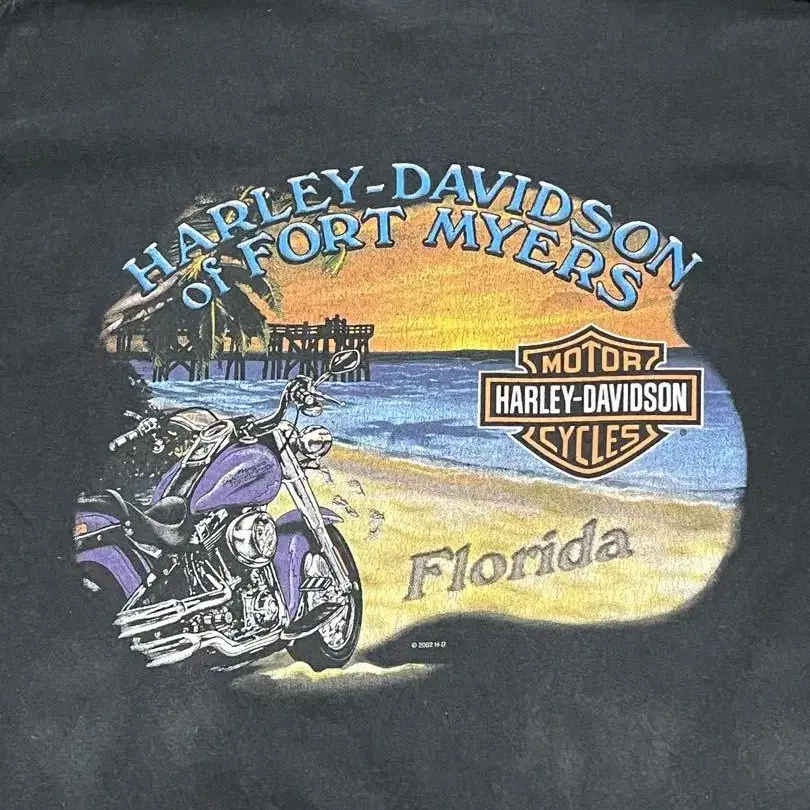 HARLEY-DAVIDSON
of FORT MYERS
MOTOR
HARLEY-DAVIDSON
CYCLES
®
Florida
© 2002 H-D